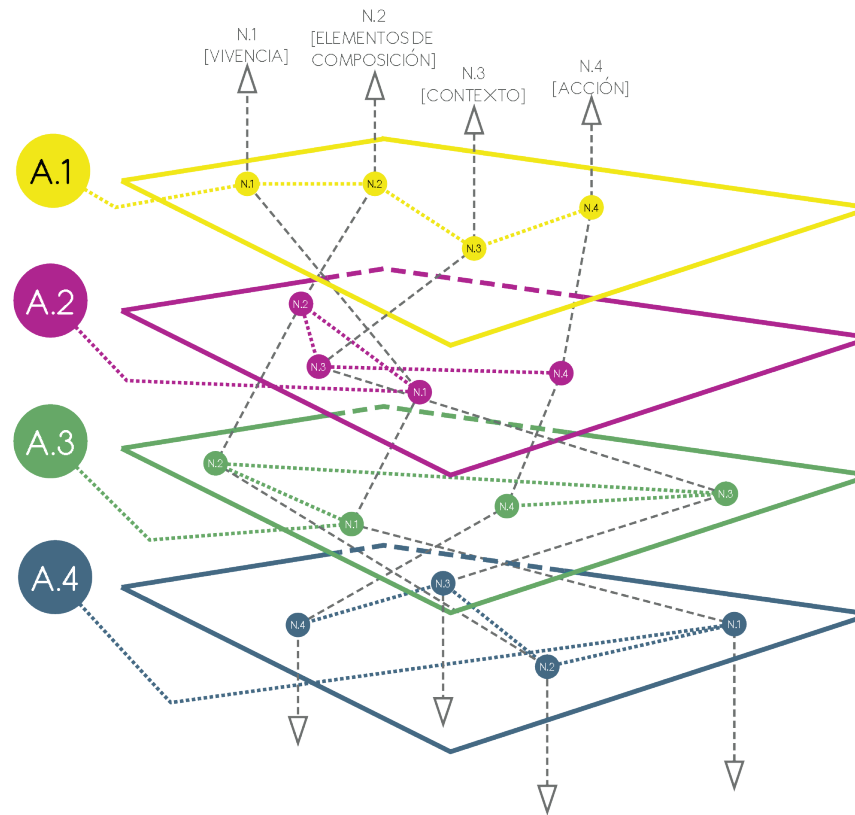 N.1
[VIVENCIA]
N.2
[ELEMENTOS DE
COMPOSICIÓN]
N.3
[CONTEXTO]
N.4
[ACCIÓN]
A.1
N.1
N.2
N.3
N.4
A.2
N.2
N.3
N.4
N.1
A.3
N.2
N.3
N.4
N.1
A.4
N.3
N.4
N.1
N.2